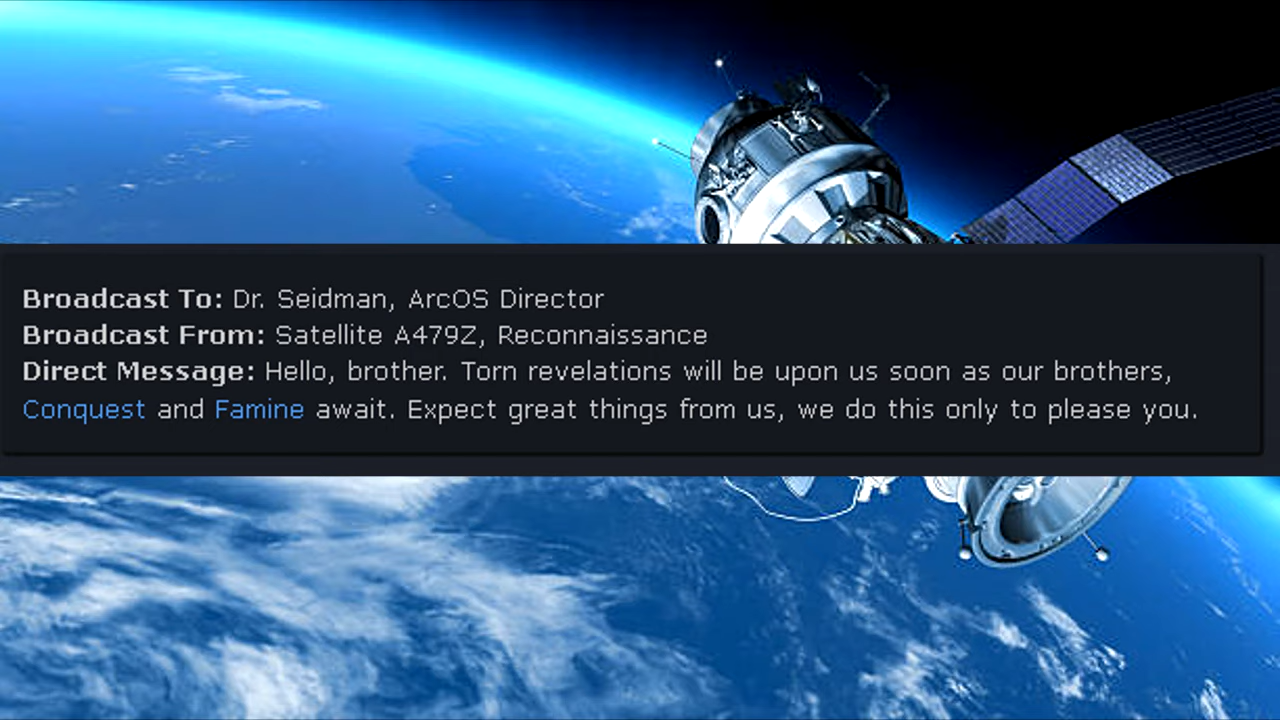 Broadcast To: Dr. Seidman, ArcOS Director
Broadcast From: Satellite A479Z, Reconnaissance
Direct Message: Hello, brother. Torn revelations will be upon us soon as our brothers,
Conquest and Famine await. Expect great things from us, we do this only to please you.